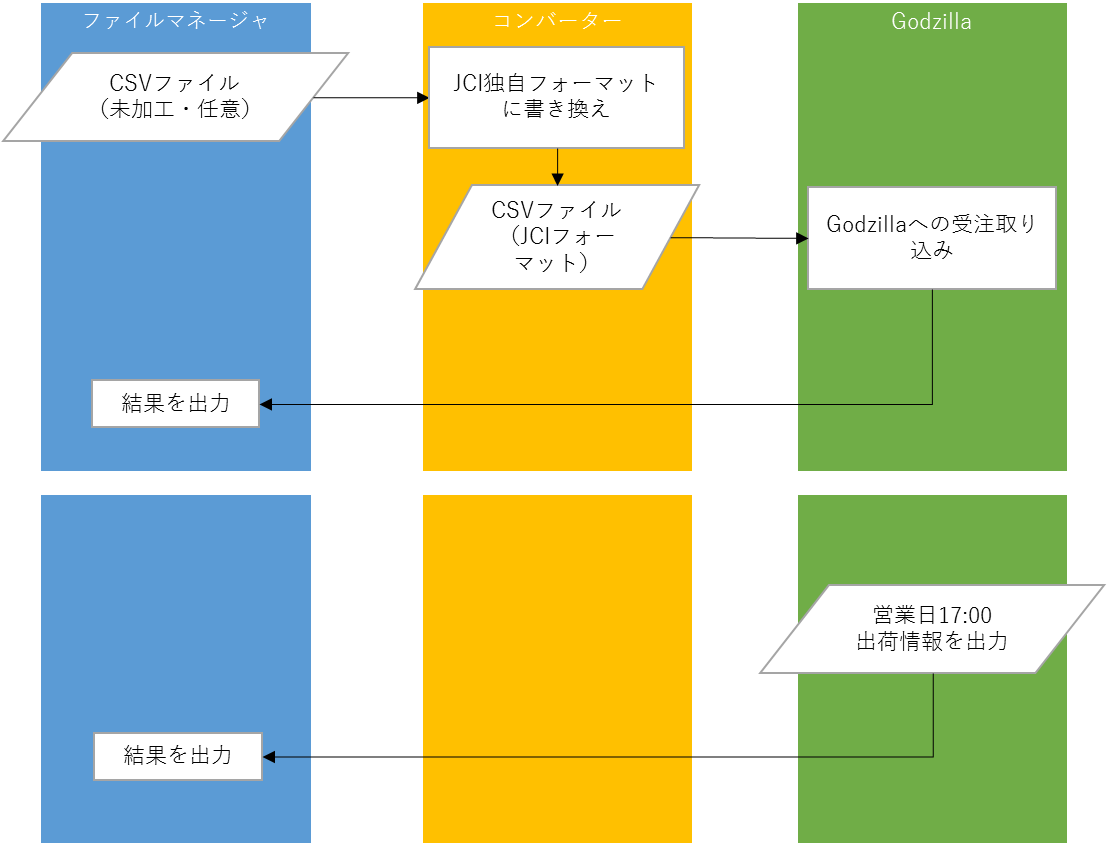 ファイルマネージャ
コンバーター
Godzilla
CSVファイル
（未加工・任意）
JCI独自フォーマット
に書き換え
CSVファイル
（JCIフォー
マット）
Godzillaへの受注取り
込み
結果を出力
営業日17:00
出荷情報を出力
結果を出力